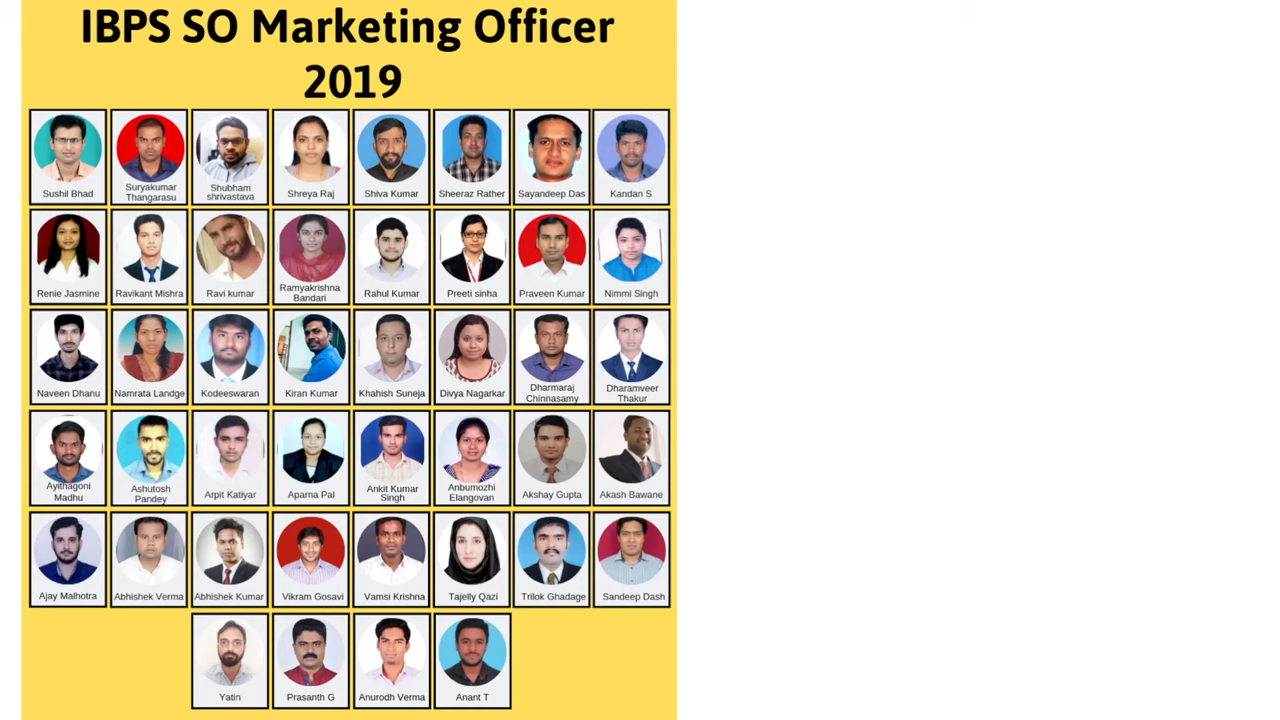 IBPS SO Marketing Officer
2019
Sushil Bhad
Suryakumar
Thangarasu
Shubham
shrivastava
Shreya Raj
Shiva Kumar
Sheeraz Rather
Sayandeep Das
Kandan S
Renie Jasmine
Ravikant Mishra
Ravi kumar
Ramyakrishna
Bandari
Rahul Kumar
Preeti sinha
Praveen Kumar
Nimmi Singh
Naveen Dhanu
Namrata Landge
Kodeeswaran
Kiran Kumar
Khahish Suneja
Divya Nagarkar
Dharmaraj
Chinnasamy
Dharamveer
Thakur
Ayithagoni
Madhu
Ashutosh
Pandey
Arpit Katiyar
Aparna Pal
Ankit Kumar
Singh
Anbumozhi
Elangovan
Akshay Gupta
Akash Bawane
Ajay Malhotra
Abhishek Verma
Abhishek Kumar
Vikram Gosavi
Vamsi Krishna
Tajelly Qazi
Trilok Ghadage
Sandeep Dash
Yatin
Prasanth G
Anurodh Verma
Anant T